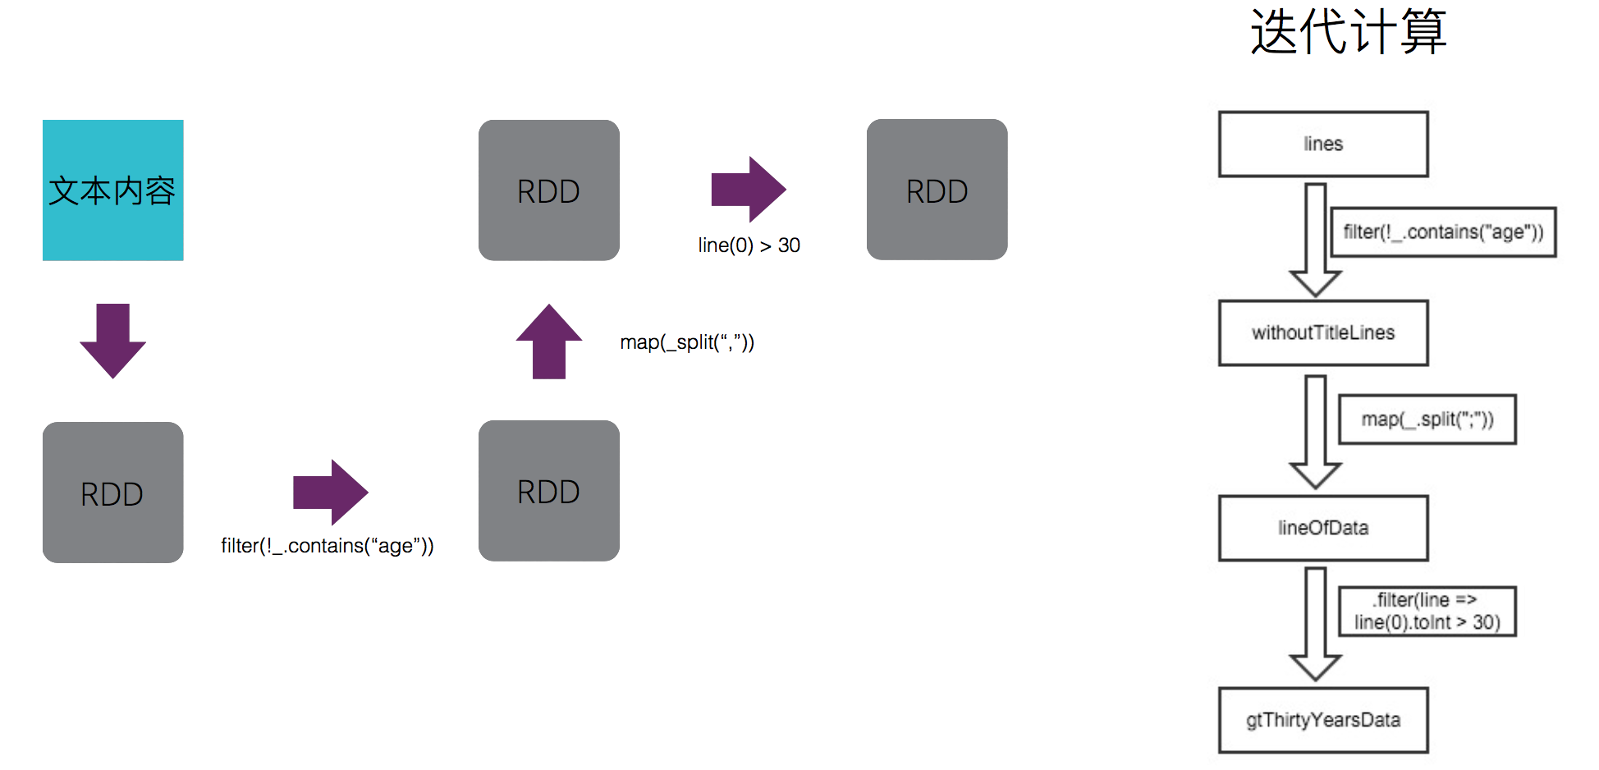 迭代计算
文本内容
RDD
filter(!_.contains(“age”))
RDD
map(_split(“,”))
RDD
line(0) > 30
RDD
lines
filter(!_.contains("age"))
withoutTitleLines
map(_.split(";"))
lineOfData
.filter(line =>
line(0).toInt > 30)
gtThirtyYearsData